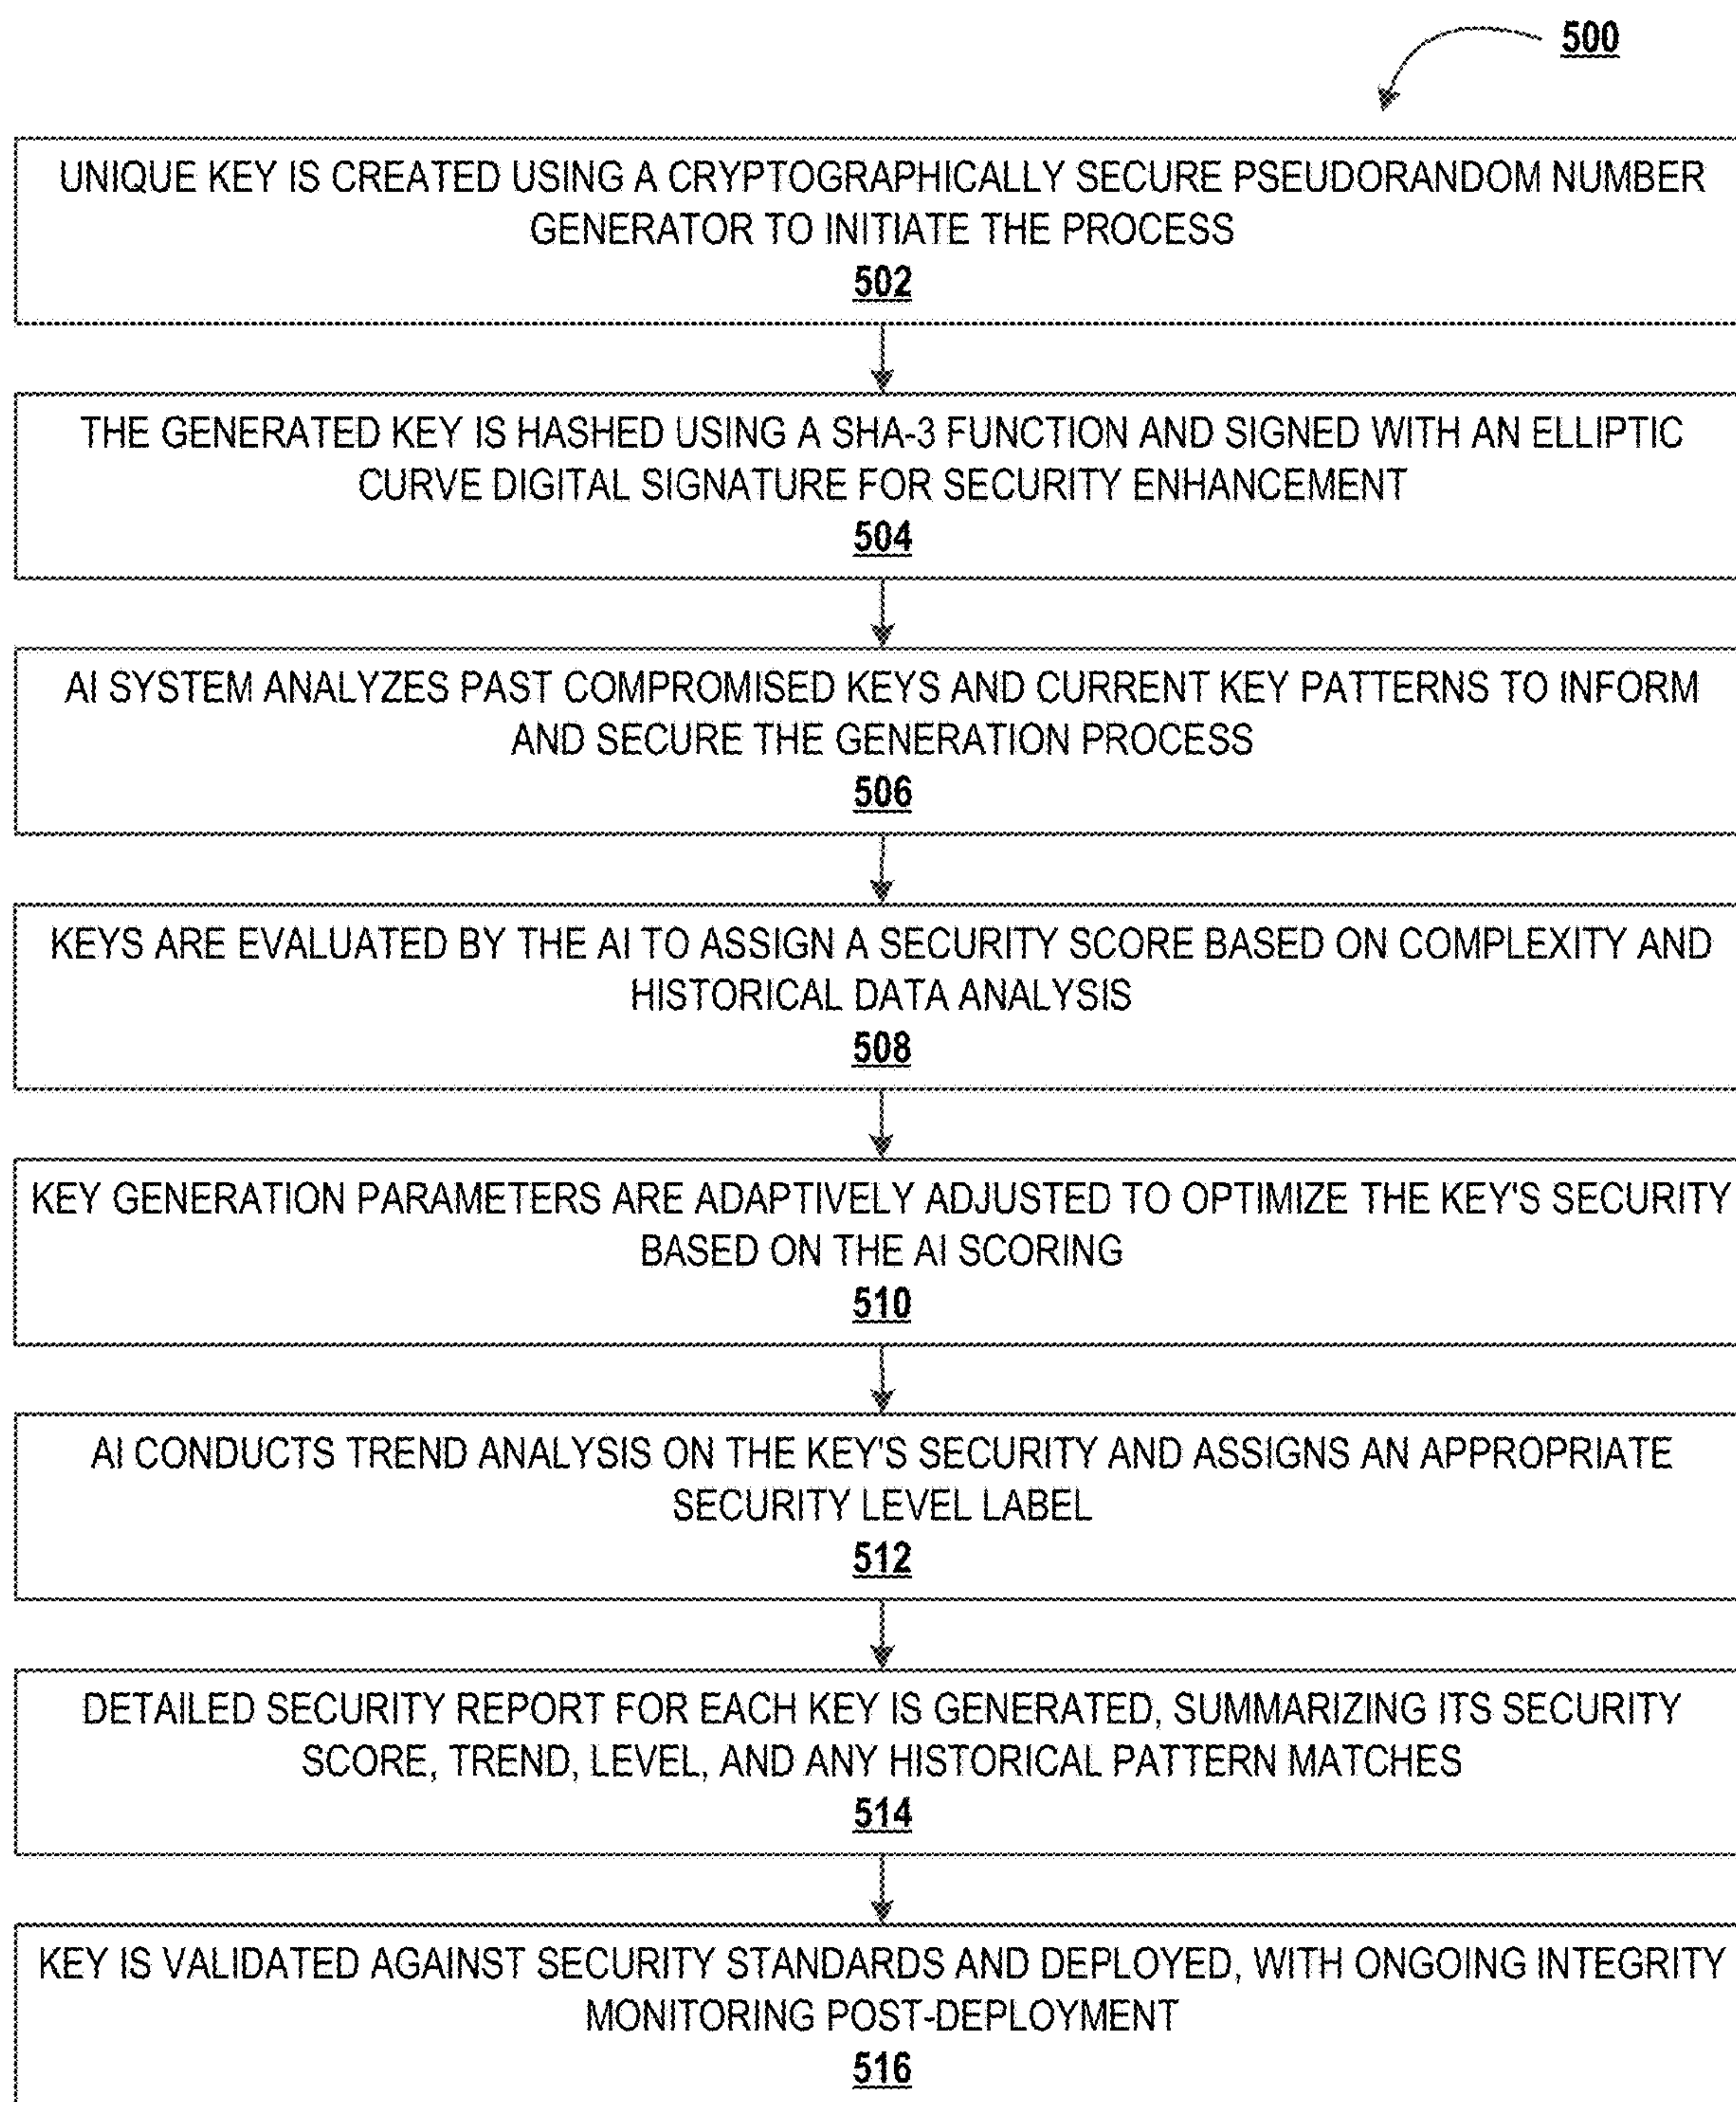 500
UNIQUE KEY IS CREATED USING A CRYPTOGRAPHICALLY SECURE PSEUDORANDOM NUMBER
GENERATOR TO INITIATE THE PROCESS
502
THE GENERATED KEY IS HASHED USING A SHA-3 FUNCTION AND SIGNED WITH AN ELLIPTIC
CURVE DIGITAL SIGNATURE FOR SECURITY ENHANCEMENT
504
AI SYSTEM ANALYZES PAST COMPROMISED KEYS AND CURRENT KEY PATTERNS TO INFORM
AND SECURE THE GENERATION PROCESS
506
KEYS ARE EVALUATED BY THE AI TO ASSIGN A SECURITY SCORE BASED ON COMPLEXITY AND
HISTORICAL DATA ANALYSIS
508
KEY GENERATION PARAMETERS ARE ADAPTIVELY ADJUSTED TO OPTIMIZE THE KEY'S SECURITY
BASED ON THE AI SCORING
510
AI CONDUCTS TREND ANALYSIS ON THE KEY'S SECURITY AND ASSIGNS AN APPROPRIATE
SECURITY LEVEL LABEL
512
DETAILED SECURITY REPORT FOR EACH KEY IS GENERATED, SUMMARIZING ITS SECURITY
SCORE, TREND, LEVEL, AND ANY HISTORICAL PATTERN MATCHES
514
KEY IS VALIDATED AGAINST SECURITY STANDARDS AND DEPLOYED, WITH ONGOING INTEGRITY
MONITORING POST-DEPLOYMENT
516